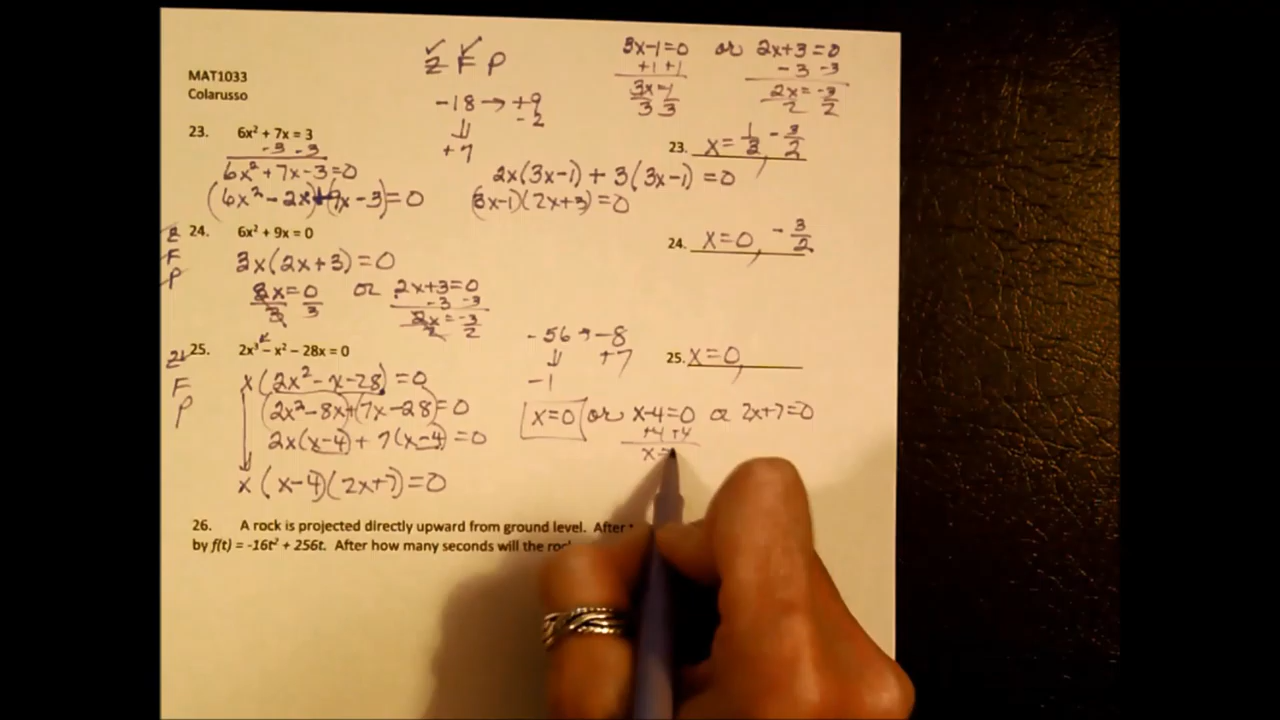 MAT1033
Colarusso
Z F P
-18 → +9
-2
⇓
+7
3x-1=0 or 2x+3=0
+1 +1 -3 -3
3x=1 2x=-3
3 3 2 2
23. 6x² + 7x = 3
-3 -3
6x²+7x-3=0
(6x²-2x)+(9x-3)=0
2x(3x-1) + 3(3x-1) =0
(3x-1)(2x+3)=0
23. x= 1/3, -3/2
Z
F
P
24. 6x² + 9x = 0
3x(2x+3)=0
3x=0 or 2x+3=0
3 3 -3 -3
2x=-3
2 2
24. x=0, -3/2
Z
F
P
25. 2x³ – x² – 28x = 0
x(2x²-x-28)=0
(2x²-8x)+(7x-28)=0
2x(x-4)+7(x-4)=0
x(x-4)(2x+7)=0
-56 → -8
⇓ +7
-1
25. x=0,
x=0 or x-4=0 or 2x+7=0
+4 +4
x=
26. A rock is projected directly upward from ground level. After
by f(t) = -16t² + 256t. After how many seconds will the